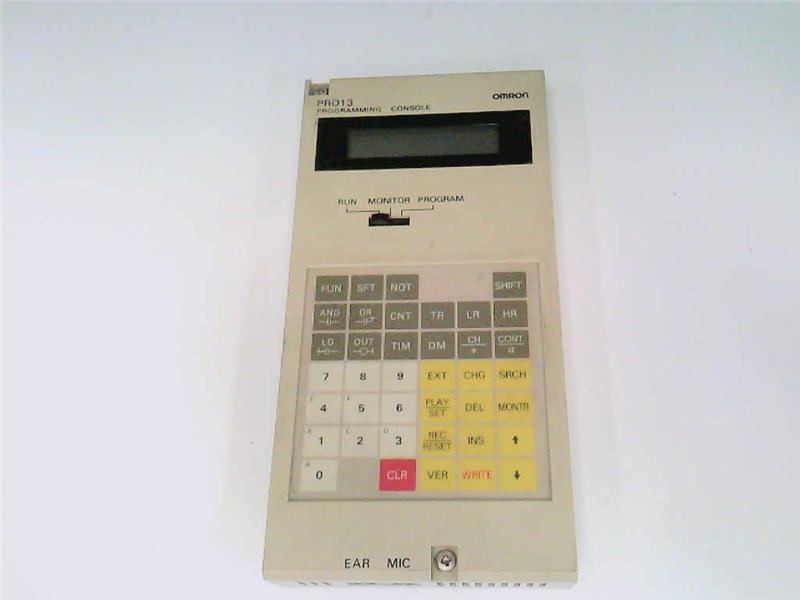 PRO13
OMRON
PROGRAMMING CONSOLE
RUN MONITOR PROGRAM
FUN SFT NOT SHIFT
AND OR CNT TR LR HR
LD OUT TIM DM CH CONT
* #
7 8 9 EXT CHG SRCH
E 4 F 5 6 PLAY SET DEL MONTR
B 1 C 2 D 3 REC RESET INS ↑
A 0 CLR VER WRITE ↓
EAR MIC